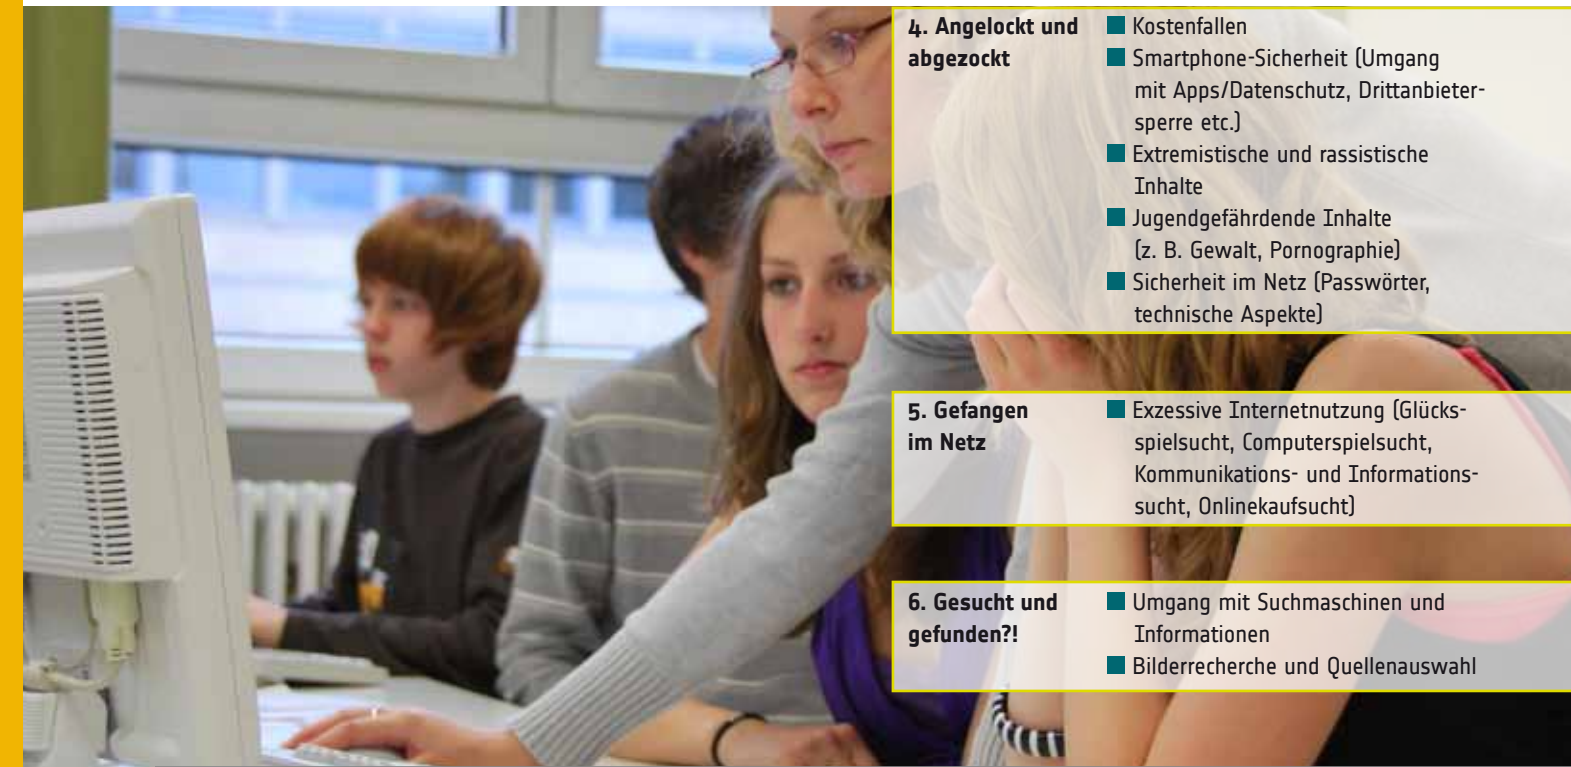 4. Angelockt und
abgezockt
Kostenfallen
Smartphone-Sicherheit (Umgang
mit Apps/Datenschutz, Drittanbieter-
sperre etc.)
Extremistische und rassistische
Inhalte
Jugendgefährdende Inhalte
(z. B. Gewalt, Pornographie)
Sicherheit im Netz (Passwörter,
technische Aspekte)
5. Gefangen
im Netz
Exzessive Internetnutzung (Glücks-
spielsucht, Computerspielsucht,
Kommunikations- und Informations-
sucht, Onlinekaufsucht)
6. Gesucht und
gefunden?!
Umgang mit Suchmaschinen und
Informationen
Bilderrecherche und Quellenauswahl